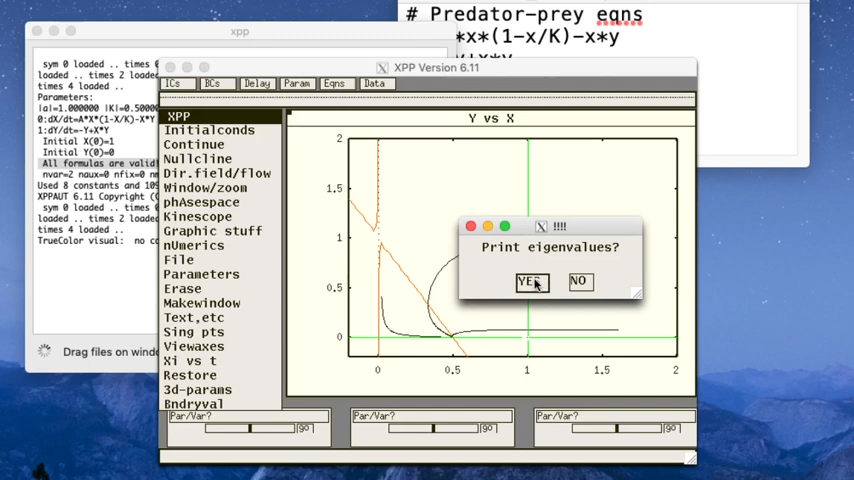 # Predator-prey eqns
*x*(1-x/K)-x*y
xpp
sym 0 loaded .. times 0
loaded .. times 2 loaded
times 4 loaded ..
Parameters:
|a|=1.000000 |K|=0.50000
0:dX/dt=A*X*(1-X/K)-X*Y
1:dY/dt=-Y+X*Y
Initial X(0)=1
Initial Y(0)=0
All formulas are valid!
nvar=2 naux=0 nfix=0
Used 8 constants and 109
XPPAUT 6.11 Copyright (C
sym 0 loaded .. times 0
loaded .. times 2 loaded
times 4 loaded ..
TrueColor visual: no
Drag files on
XPP Version 6.11
ICs BCs Delay Param Eqns Data
XPP
Initialconds
Continue
Nullcline
Dir.field/flow
Window/zoom
phAsespace
Kinescope
Graphic stuff
nUmerics
File
Parameters
Erase
Makewindow
Text,etc
Sing pts
Viewaxes
Xi vs t
Restore
3d-params
Bndryval
Y vs X
2
1.5
1
0.5
0
0 0.5 1 1.5 2
!!!!
Print eigenvalues?
YES NO
Par/Var? Par/Var? Par/Var?
go go go